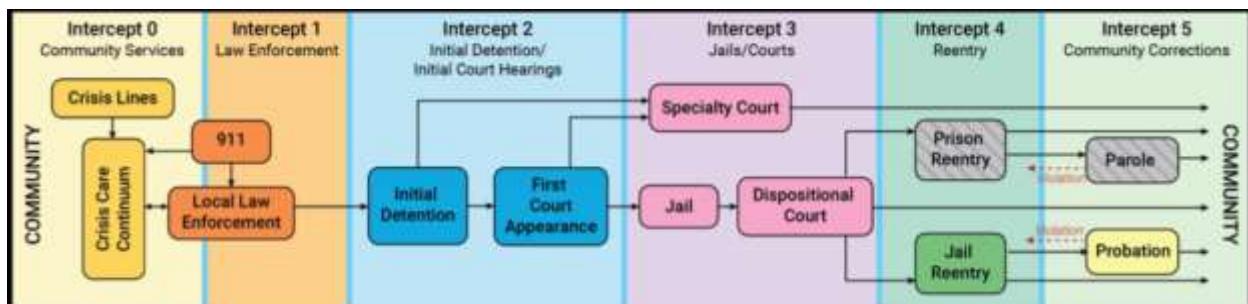 Intercept 0
Community Services
Intercept 1
Law Enforcement
Intercept 2
Initial Detention/
Initial Court Hearings
Intercept 3
Jails/Courts
Intercept 4
Reentry
Intercept 5
Community Corrections
COMMUNITY
Crisis Lines
Crisis Care
Continuum
911
Local Law
Enforcement
Initial
Detention
First
Court
Appearance
Specialty Court
Jail
Dispositional
Court
Prison
Reentry
Violation
Parole
Jail
Reentry
Violation
Probation
COMMUNITY